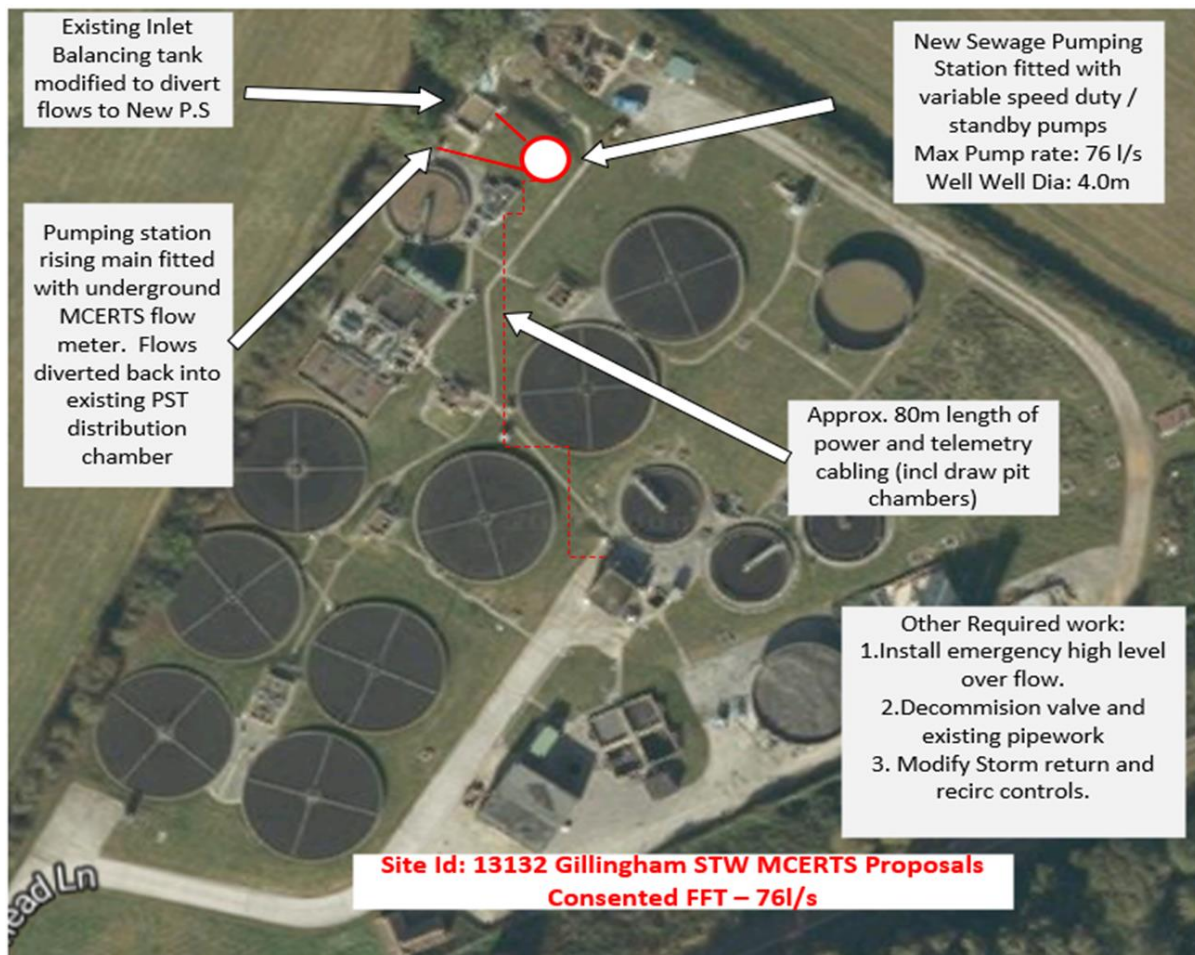 Existing Inlet
Balancing tank
modified to divert
flows to New P.S
New Sewage Pumping
Station fitted with
variable speed duty /
standby pumps
Max Pump rate: 76 l/s
Well Well Dia: 4.0m
Pumping station
rising main fitted
with underground
MCERTS flow
meter. Flows
diverted back into
existing PST
distribution
chamber
Approx. 80m length of
power and telemetry
cabling (incl draw pit
chambers)
Other Required work:
1.Install emergency high level
over flow.
2.Decommision valve and
existing pipework
3. Modify Storm return and
recirc controls.
Site Id: 13132 Gillingham STW MCERTS Proposals
Consented FFT – 76l/s
ead Ln